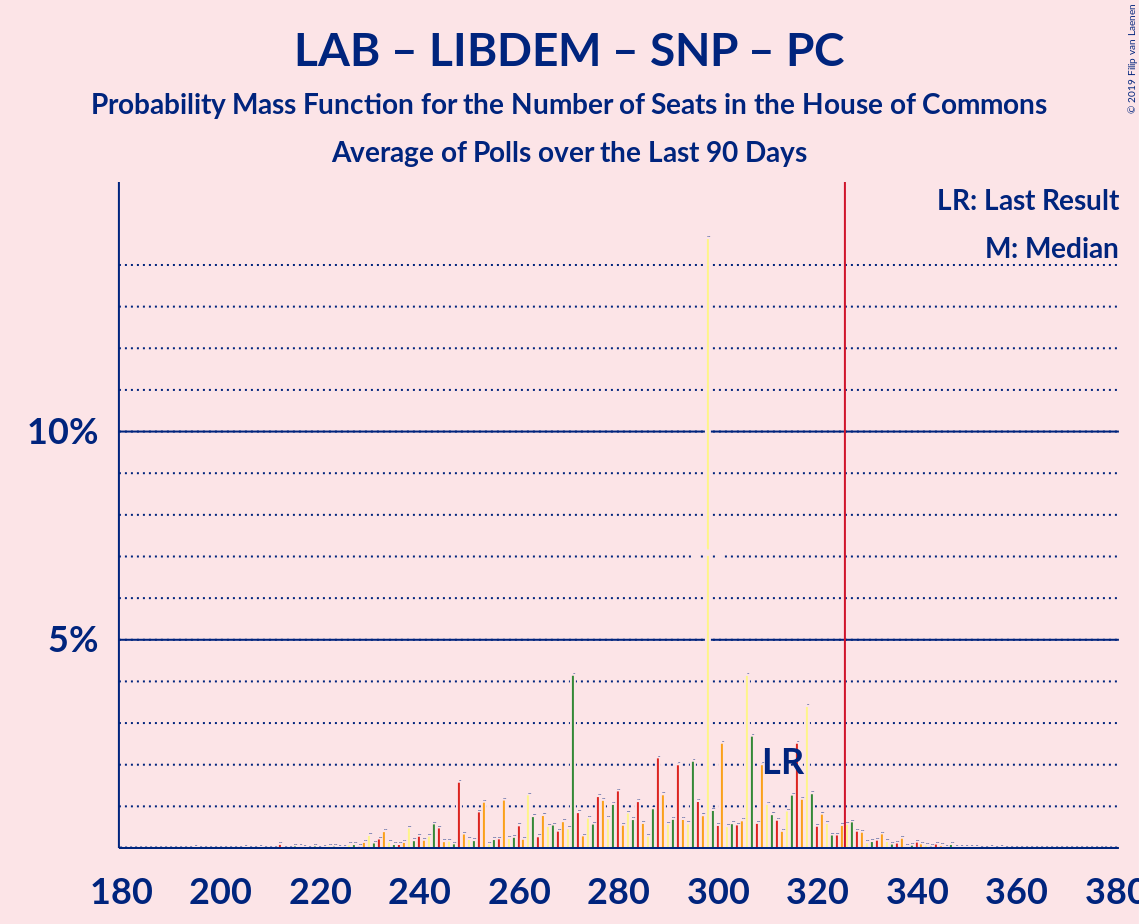 LAB – LIBDEM – SNP – PC
Probability Mass Function for the Number of Seats in the House of Commons
Average of Polls over the Last 90 Days
© 2019 Filip van Laenen
LR: Last Result
M: Median
10%
5%
LR
180 200 220 240 260 280 300 320 340 360 380